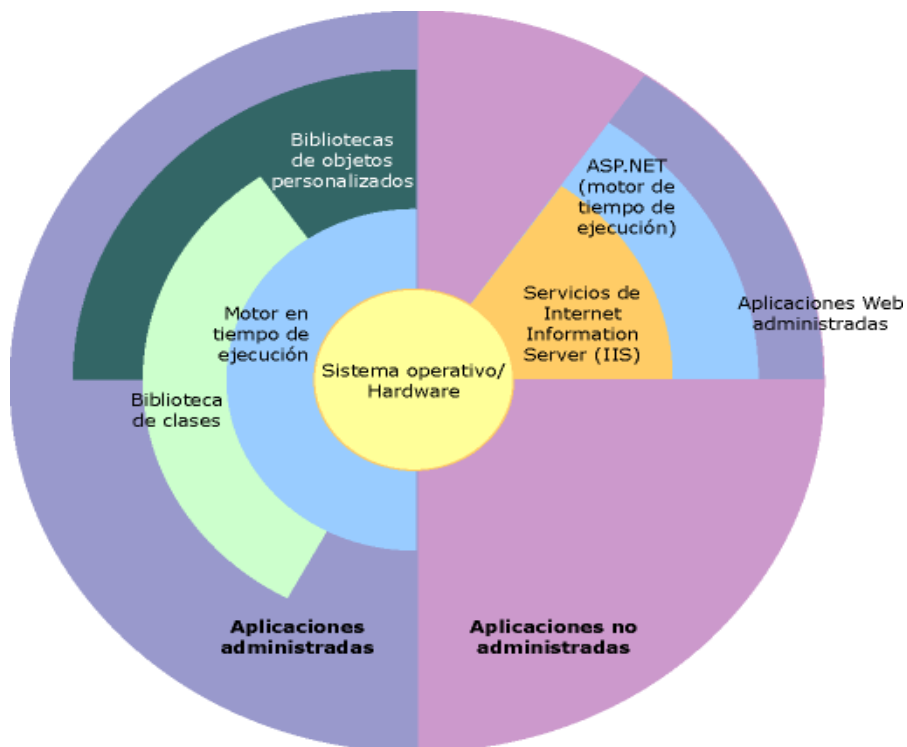 Bibliotecas
de objetos
personalizados
ASP.NET
(motor de
tiempo de
ejecución)
Motor en
tiempo de
ejecución
Servicios de
Internet
Information
Server (IIS)
Aplicaciones Web
administradas
Sistema operativo/
Hardware
Biblioteca
de clases
Aplicaciones
administradas
Aplicaciones no
administradas